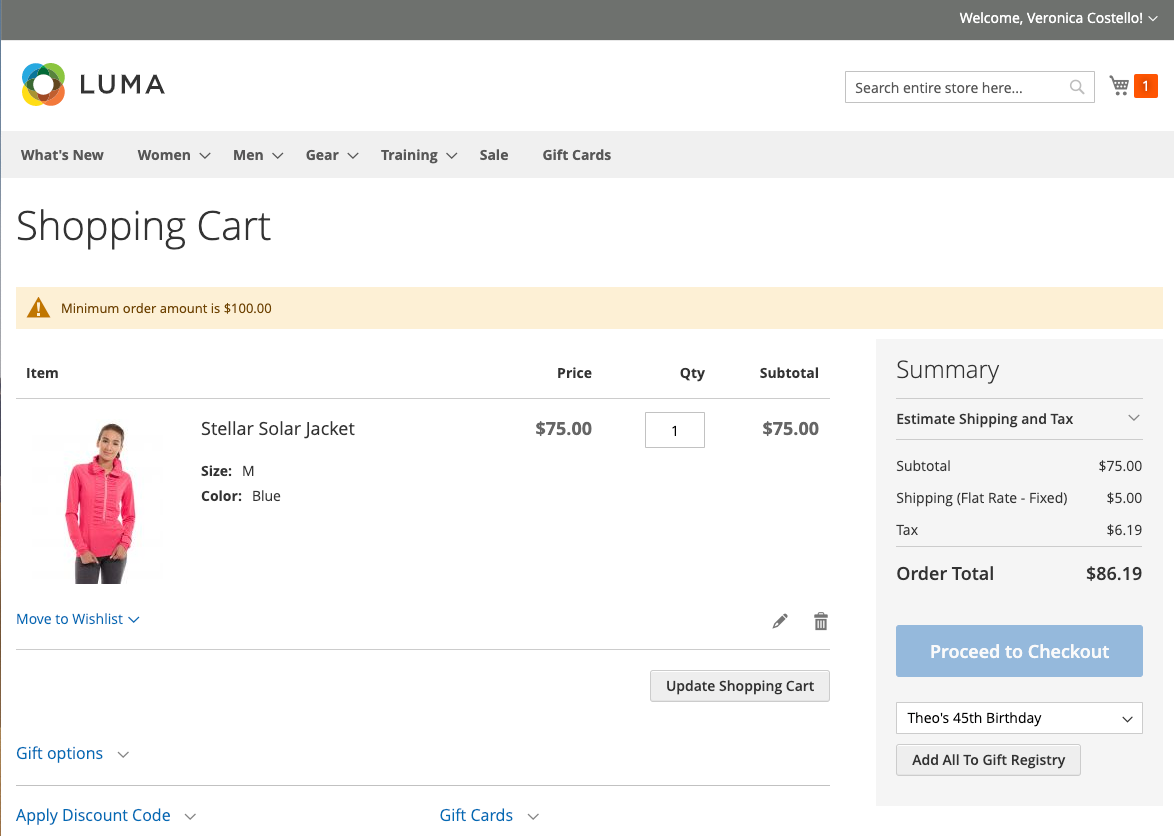 Welcome, Veronica Costello!
LUMA
Search entire store here...
1
What's New Women Men Gear Training Sale Gift Cards
Shopping Cart
Minimum order amount is $100.00
Item Price Qty Subtotal
Stellar Solar Jacket $75.00 1 $75.00
Size: M
Color: Blue
Move to Wishlist
Update Shopping Cart
Gift options
Apply Discount Code Gift Cards
Summary
Estimate Shipping and Tax
Subtotal $75.00
Shipping (Flat Rate - Fixed) $5.00
Tax $6.19
Order Total $86.19
Proceed to Checkout
Theo's 45th Birthday
Add All To Gift Registry